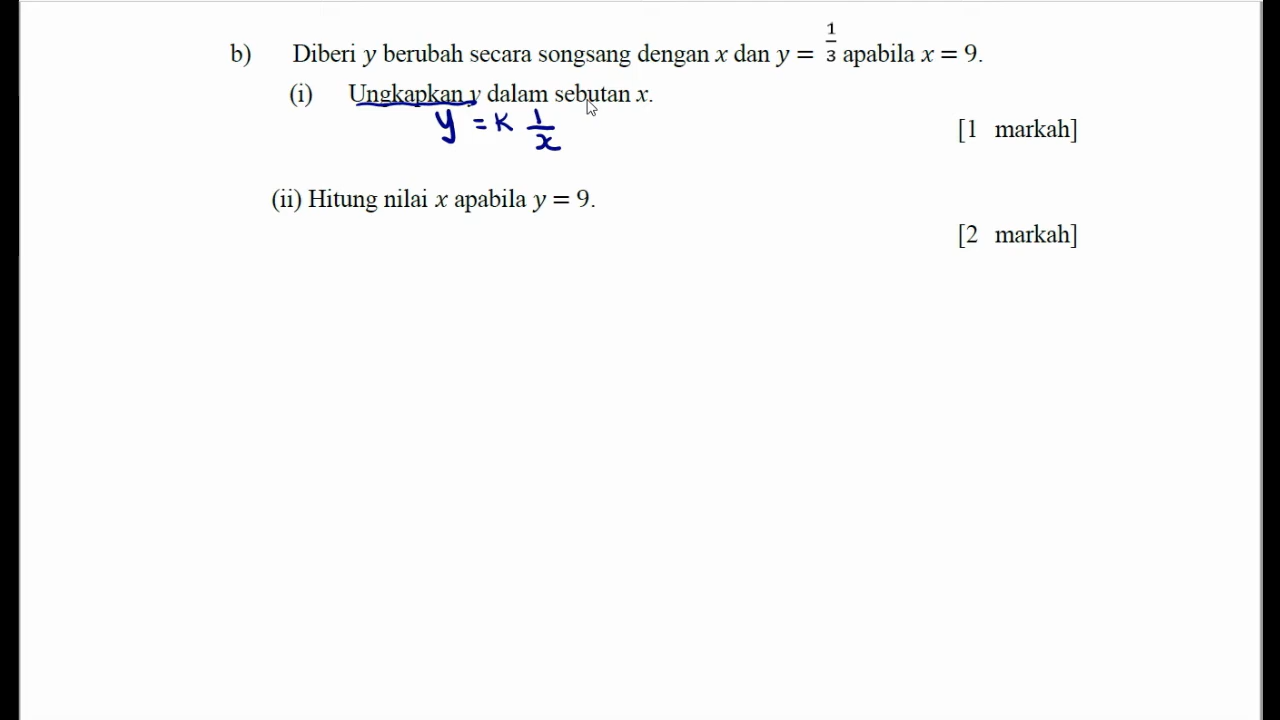 b) Diberi y berubah secara songsang dengan x dan y = 1/3 apabila x = 9.
(i) Ungkapkan y dalam sebutan x.
y = K 1/x
[1 markah]
(ii) Hitung nilai x apabila y = 9.
[2 markah]